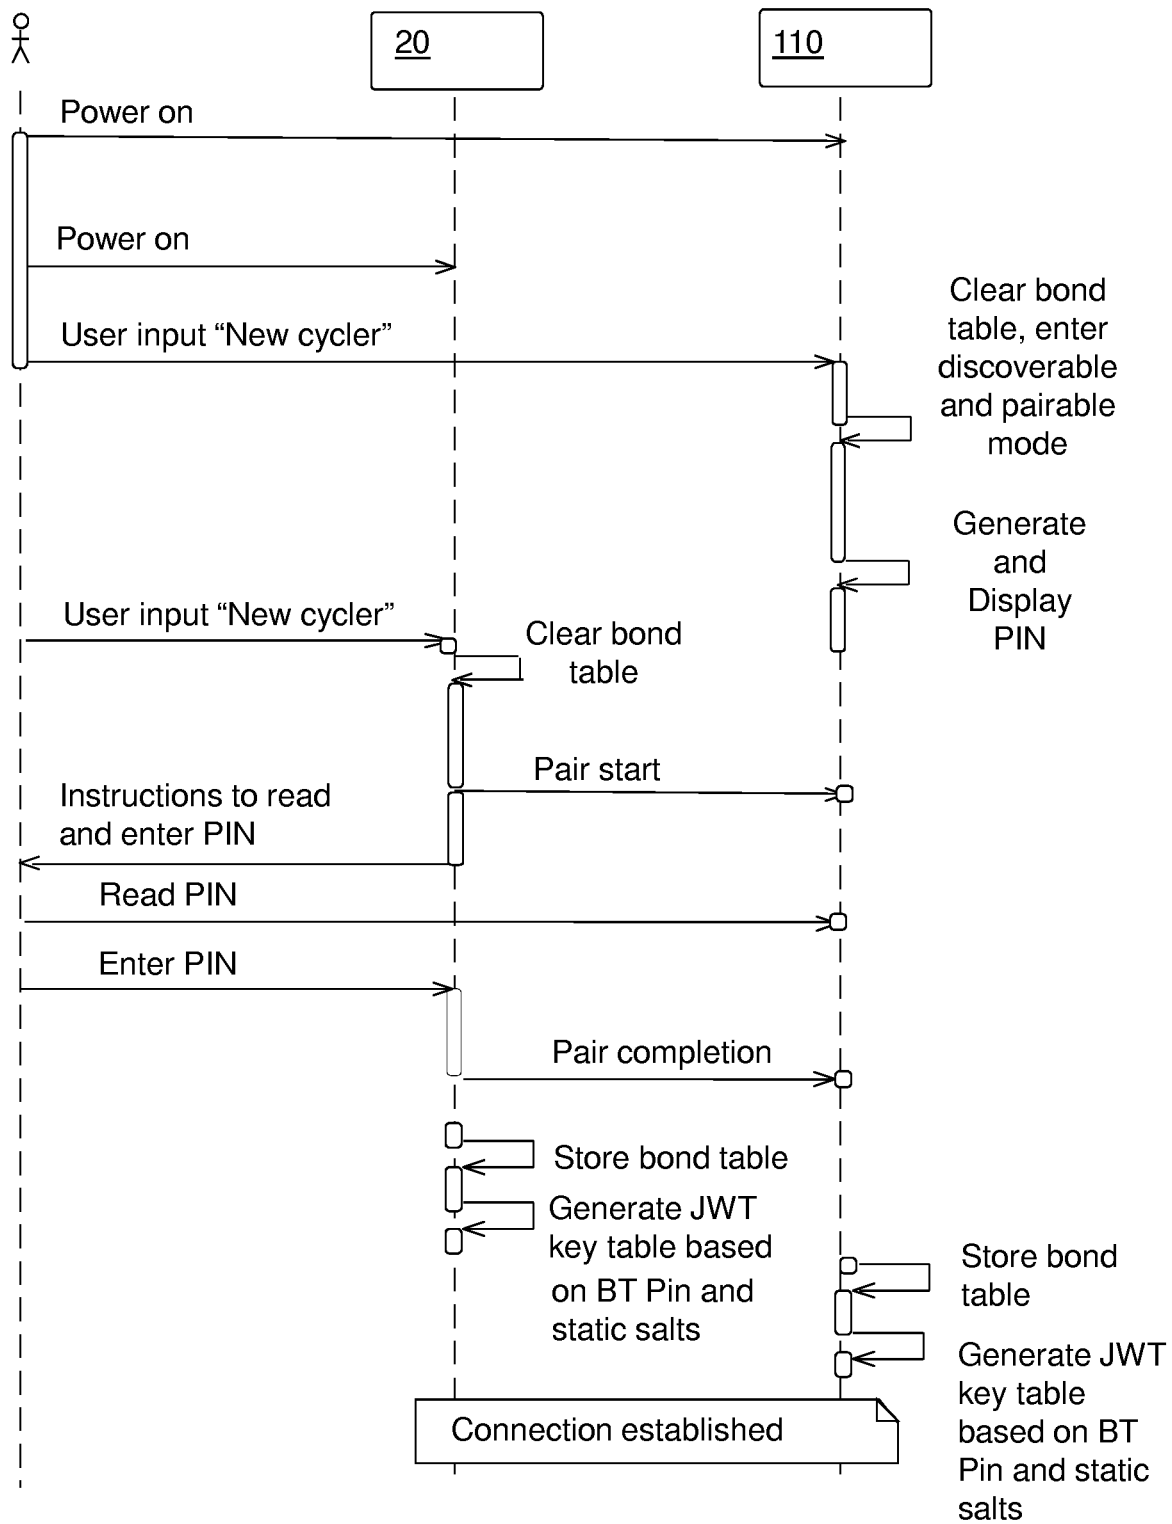 20
110
Power on
Power on
User input “New cycler”
Clear bond
table, enter
discoverable
and pairable
mode
Generate
and
Display
PIN
User input “New cycler”
Clear bond
table
Pair start
Instructions to read
and enter PIN
Read PIN
Enter PIN
Pair completion
Store bond table
Generate JWT
key table based
on BT Pin and
static salts
Store bond
table
Generate JWT
key table
based on BT
Pin and static
salts
Connection established